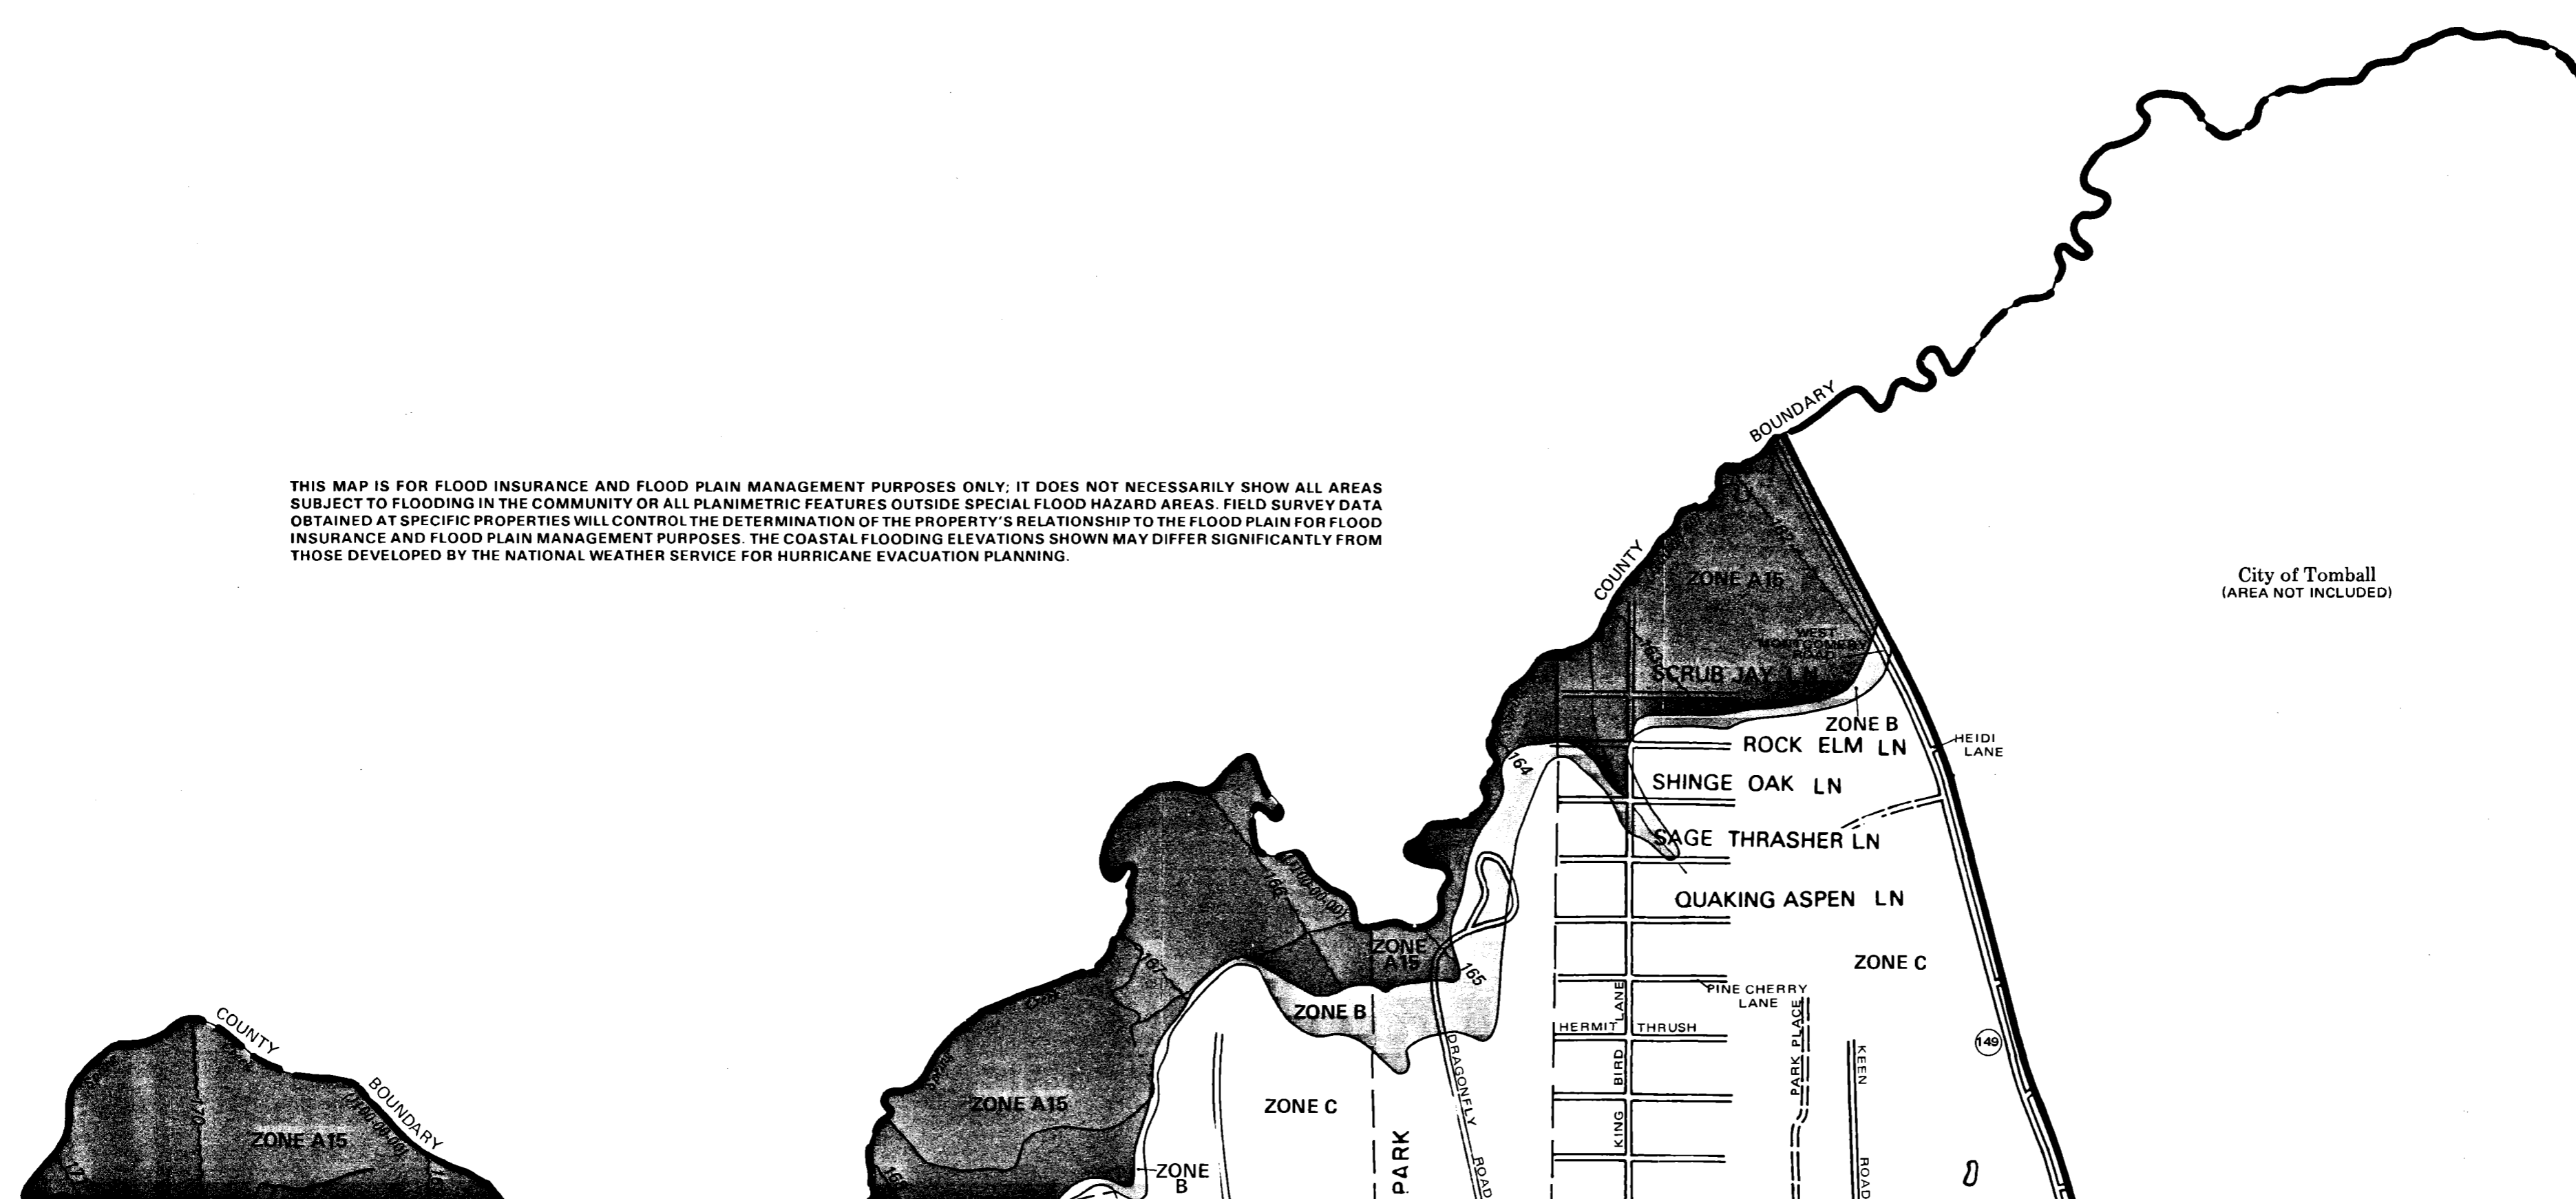 BOUNDARY
THIS MAP IS FOR FLOOD INSURANCE AND FLOOD PLAIN MANAGEMENT PURPOSES ONLY; IT DOES NOT NECESSARILY SHOW ALL AREAS
SUBJECT TO FLOODING IN THE COMMUNITY OR ALL PLANIMETRIC FEATURES OUTSIDE SPECIAL FLOOD HAZARD AREAS. FIELD SURVEY DATA
OBTAINED AT SPECIFIC PROPERTIES WILL CONTROL THE DETERMINATION OF THE PROPERTY'S RELATIONSHIP TO THE FLOOD PLAIN FOR FLOOD
INSURANCE AND FLOOD PLAIN MANAGEMENT PURPOSES. THE COASTAL FLOODING ELEVATIONS SHOWN MAY DIFFER SIGNIFICANTLY FROM
THOSE DEVELOPED BY THE NATIONAL WEATHER SERVICE FOR HURRICANE EVACUATION PLANNING.
COUNTY
ZONE A15
City of Tomball
(AREA NOT INCLUDED)
WEST
MONTGOMERY
ROAD
SCRUB JAY LN
ZONE B
ROCK ELM LN
HEIDI
LANE
164
SHINGE OAK LN
SAGE THRASHER LN
QUAKING ASPEN LN
166
ZONE
A15
165
167
ZONE C
PINE CHERRY
LANE
ZONE B
HERMIT THRUSH
KING BIRD LANE
PARK PLACE
KEEN
ROAD
149
DRAGONFLY
ROAD
COUNTY
BOUNDARY
ZONE A15
170
ZONE A15
ZONE C
PARK
ZONE
B